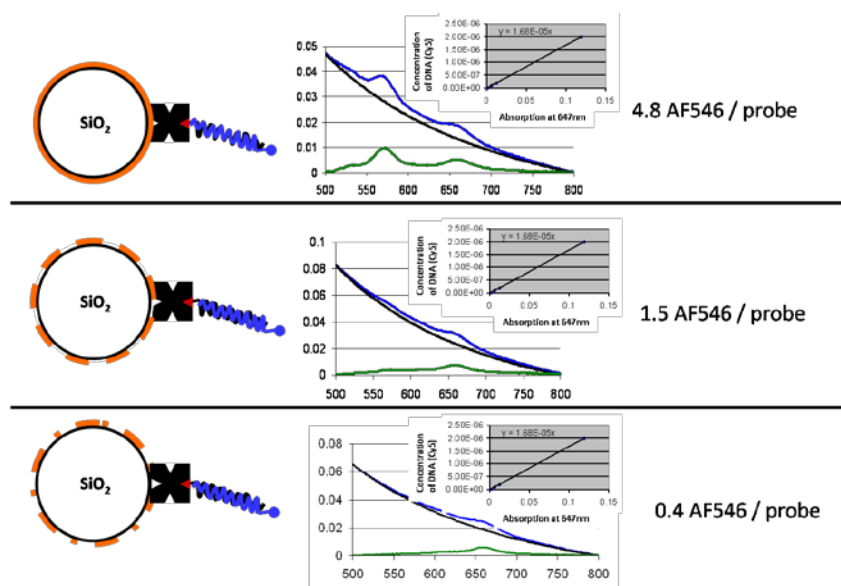 SiO2
0.05
0.04
0.03
0.02
0.01
0
500 550 600 650 700 750 800
Concentration
of DNA (Cy5)
2.50E-06
2.00E-06
1.50E-06
1.00E-06
5.00E-07
0.00E+00
y = 1.68E-05x
0 0.05 0.1 0.15
Absorption at 647nm
4.8 AF546 / probe
SiO2
0.1
0.08
0.06
0.04
0.02
0
500 550 600 650 700 750 800
Concentration
of DNA (Cy5)
2.50E-06
2.00E-06
1.50E-06
1.00E-06
5.00E-07
0.00E+00
y = 1.68E-05x
0 0.05 0.1 0.15
Absorption at 647nm
1.5 AF546 / probe
SiO2
0.08
0.06
0.04
0.02
0
500 550 600 650 700 750 800
Concentration
of DNA (Cy5)
2.50E-06
2.00E-06
1.50E-06
1.00E-06
5.00E-07
0.00E+00
y = 1.68E-05x
0 0.05 0.1 0.15
Absorption at 647nm
0.4 AF546 / probe